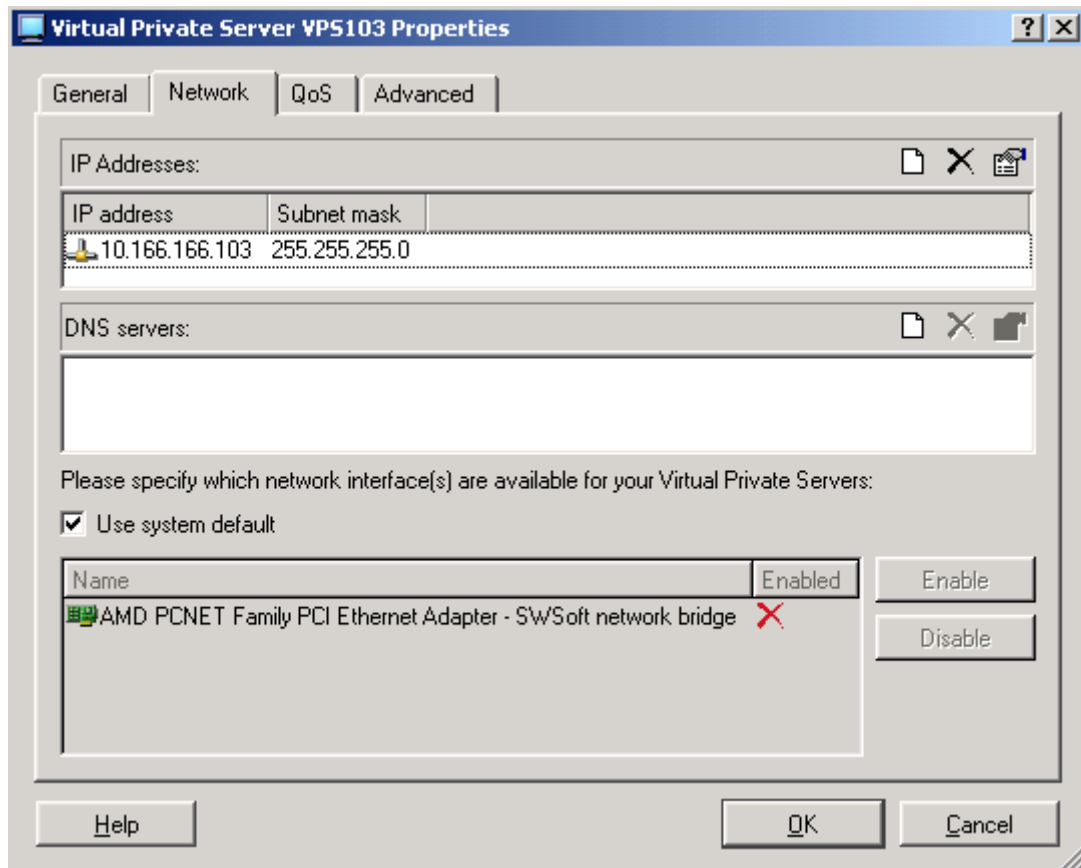 Virtual Private Server VPS103 Properties
General Network QoS Advanced
IP Addresses:
IP address Subnet mask
10.166.166.103 255.255.255.0
DNS servers:
Please specify which network interface(s) are available for your Virtual Private Servers:
Use system default
Name Enabled
AMD PCNET Family PCI Ethernet Adapter - SWSoft network bridge
Enable
Disable
Help OK Cancel